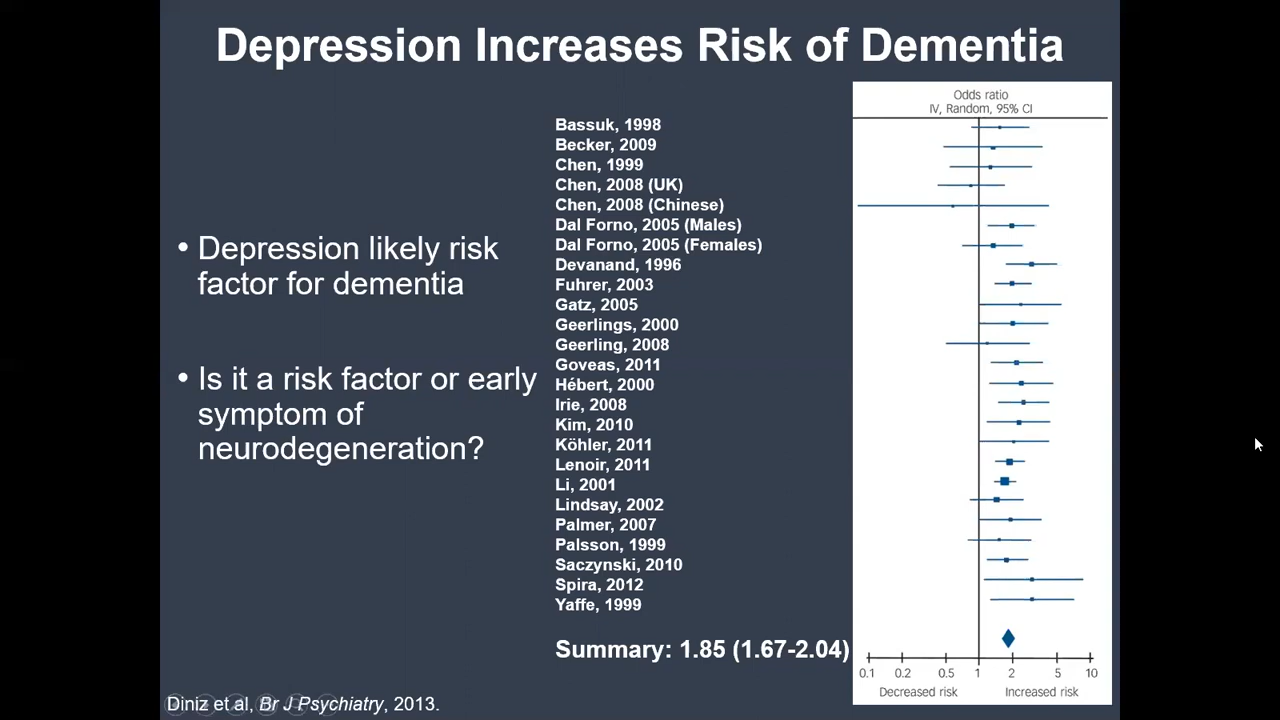 Depression Increases Risk of Dementia
• Depression likely risk
factor for dementia
• Is it a risk factor or early
symptom of
neurodegeneration?
Bassuk, 1998
Becker, 2009
Chen, 1999
Chen, 2008 (UK)
Chen, 2008 (Chinese)
Dal Forno, 2005 (Males)
Dal Forno, 2005 (Females)
Devanand, 1996
Fuhrer, 2003
Gatz, 2005
Geerlings, 2000
Geerling, 2008
Goveas, 2011
Hébert, 2000
Irie, 2008
Kim, 2010
Köhler, 2011
Lenoir, 2011
Li, 2001
Lindsay, 2002
Palmer, 2007
Palsson, 1999
Saczynski, 2010
Spira, 2012
Yaffe, 1999
Summary: 1.85 (1.67-2.04)
Odds ratio
IV, Random, 95% CI
0.1 0.2 0.5 1 2 5 10
Decreased risk Increased risk
Diniz et al, Br J Psychiatry, 2013.